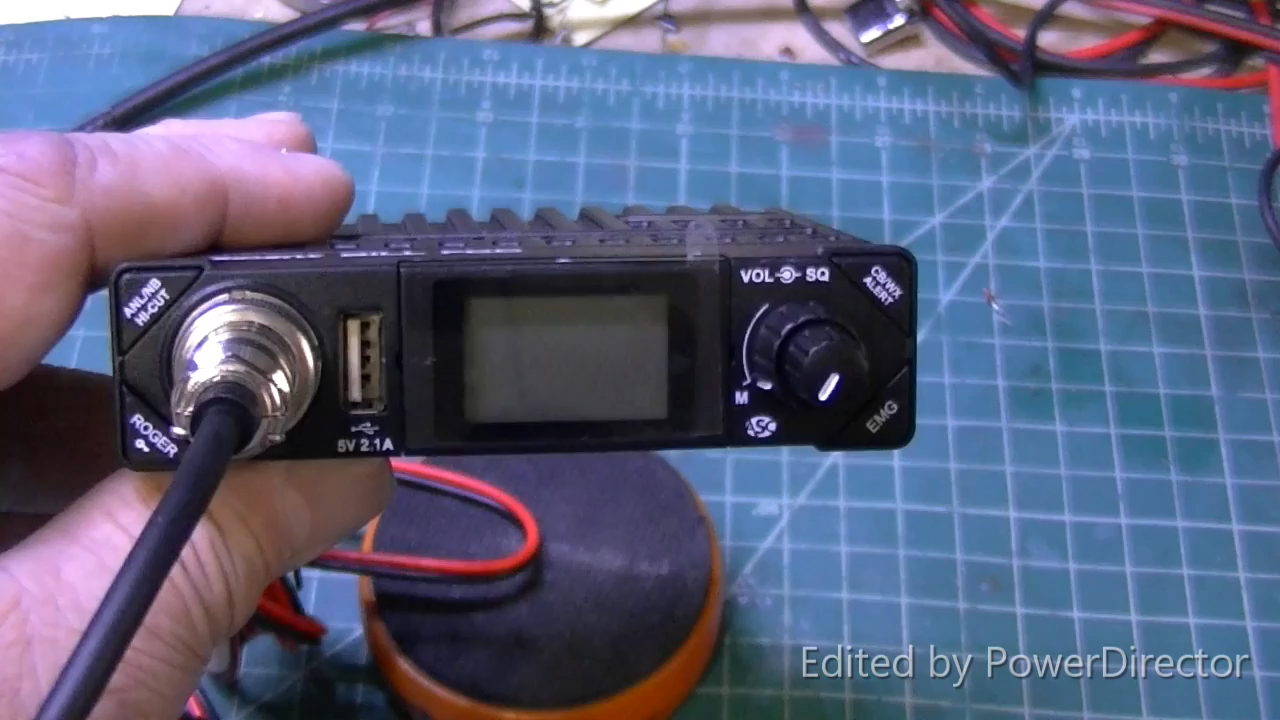 ANL/NB
HI-CUT
ROGER
5V 2.1A
VOL SQ
M
ASC
CB/WX
ALERT
EMG
Edited by PowerDirector